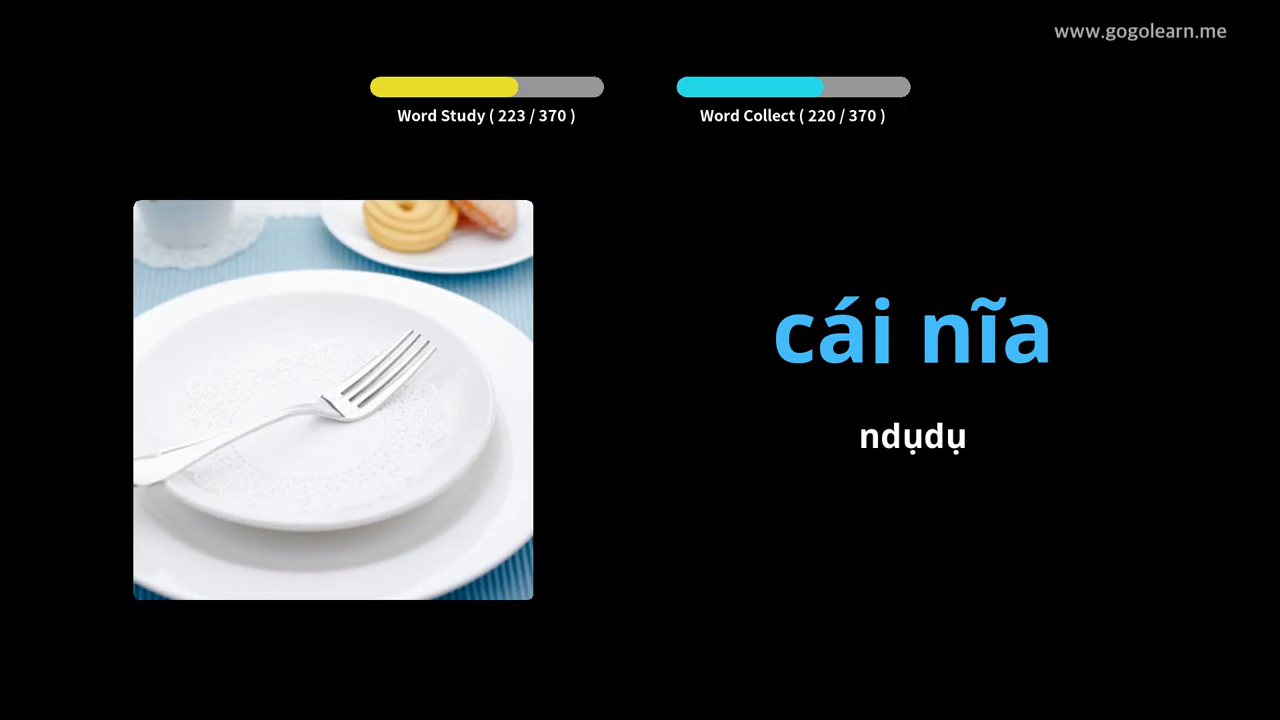 www.gogolearn.me
Word Study ( 223 / 370 )
Word Collect ( 220 / 370 )
cái nĩa
ndụdụ